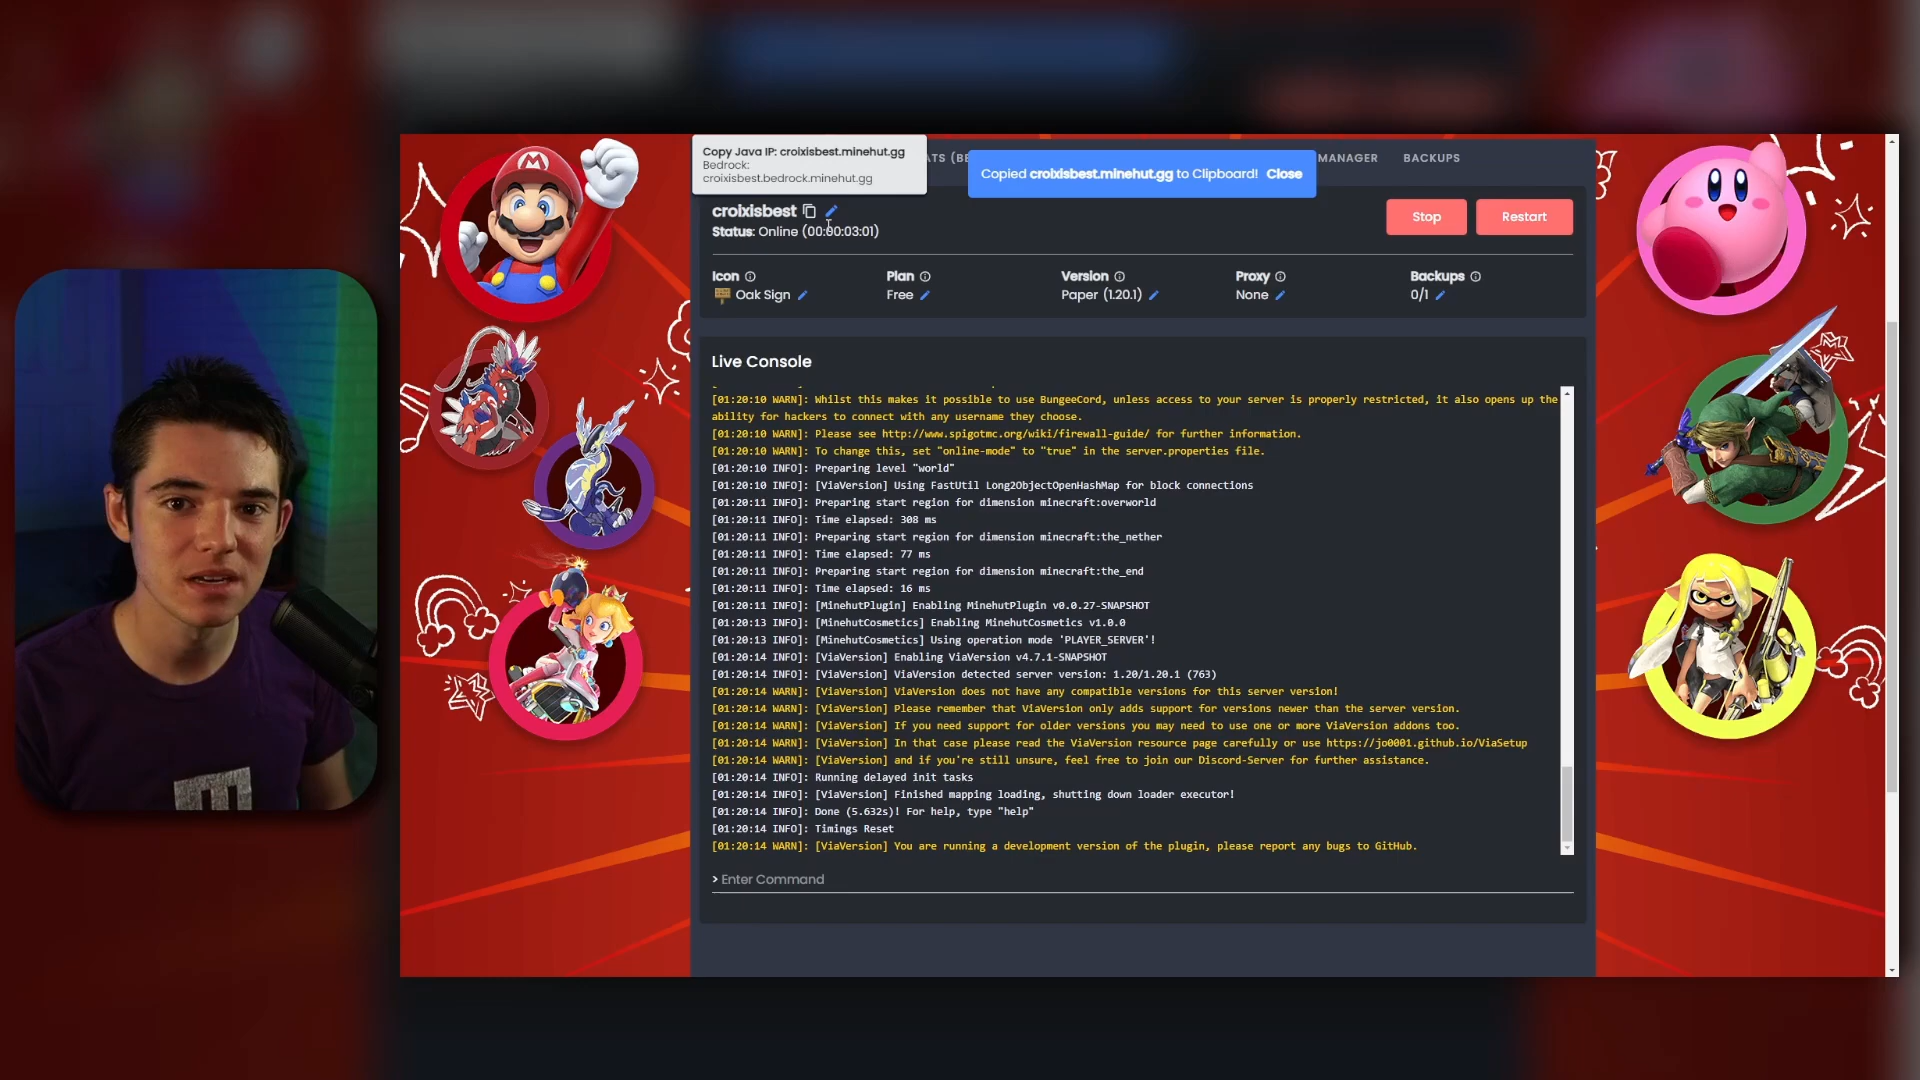 Copy Java IP: croixisbest.minehut.gg
Bedrock:
croixisbest.bedrock.minehut.gg
Copied croixisbest.minehut.gg to Clipboard! Close
MANAGER BACKUPS
croixisbest
Status: Online (00:00:03:01)
Stop Restart
Icon Plan Version Proxy Backups
Oak Sign Free Paper (1.20.1) None 0/1
Live Console
[01:20:10 WARN]: Whilst this makes it possible to use BungeeCord, unless access to your server is properly restricted, it also opens up the
ability for hackers to connect with any username they choose.
[01:20:10 WARN]: Please see http://www.spigotmc.org/wiki/firewall-guide/ for further information.
[01:20:10 WARN]: To change this, set "online-mode" to "true" in the server.properties file.
[01:20:10 INFO]: Preparing level "world"
[01:20:10 INFO]: [ViaVersion] Using FastUtil Long2ObjectOpenHashMap for block connections
[01:20:11 INFO]: Preparing start region for dimension minecraft:overworld
[01:20:11 INFO]: Time elapsed: 308 ms
[01:20:11 INFO]: Preparing start region for dimension minecraft:the_nether
[01:20:11 INFO]: Time elapsed: 77 ms
[01:20:11 INFO]: Preparing start region for dimension minecraft:the_end
[01:20:11 INFO]: Time elapsed: 16 ms
[01:20:11 INFO]: [MinehutPlugin] Enabling MinehutPlugin v0.0.27-SNAPSHOT
[01:20:13 INFO]: [MinehutCosmetics] Enabling MinehutCosmetics v1.0.0
[01:20:13 INFO]: [MinehutCosmetics] Using operation mode 'PLAYER_SERVER'!
[01:20:14 INFO]: [ViaVersion] Enabling ViaVersion v4.7.1-SNAPSHOT
[01:20:14 INFO]: [ViaVersion] ViaVersion detected server version: 1.20/1.20.1 (763)
[01:20:14 WARN]: [ViaVersion] ViaVersion does not have any compatible versions for this server version!
[01:20:14 WARN]: [ViaVersion] Please remember that ViaVersion only adds support for versions newer than the server version.
[01:20:14 WARN]: [ViaVersion] If you need support for older versions you may need to use one or more ViaVersion addons too.
[01:20:14 WARN]: [ViaVersion] In that case please read the ViaVersion resource page carefully or use https://jo0001.github.io/ViaSetup
[01:20:14 WARN]: [ViaVersion] and if you're still unsure, feel free to join our Discord-Server for further assistance.
[01:20:14 INFO]: Running delayed init tasks
[01:20:14 INFO]: [ViaVersion] Finished mapping loading, shutting down loader executor!
[01:20:14 INFO]: Done (5.632s)! For help, type "help"
[01:20:14 INFO]: Timings Reset
[01:20:14 WARN]: [ViaVersion] You are running a development version of the plugin, please report any bugs to GitHub.
> Enter Command